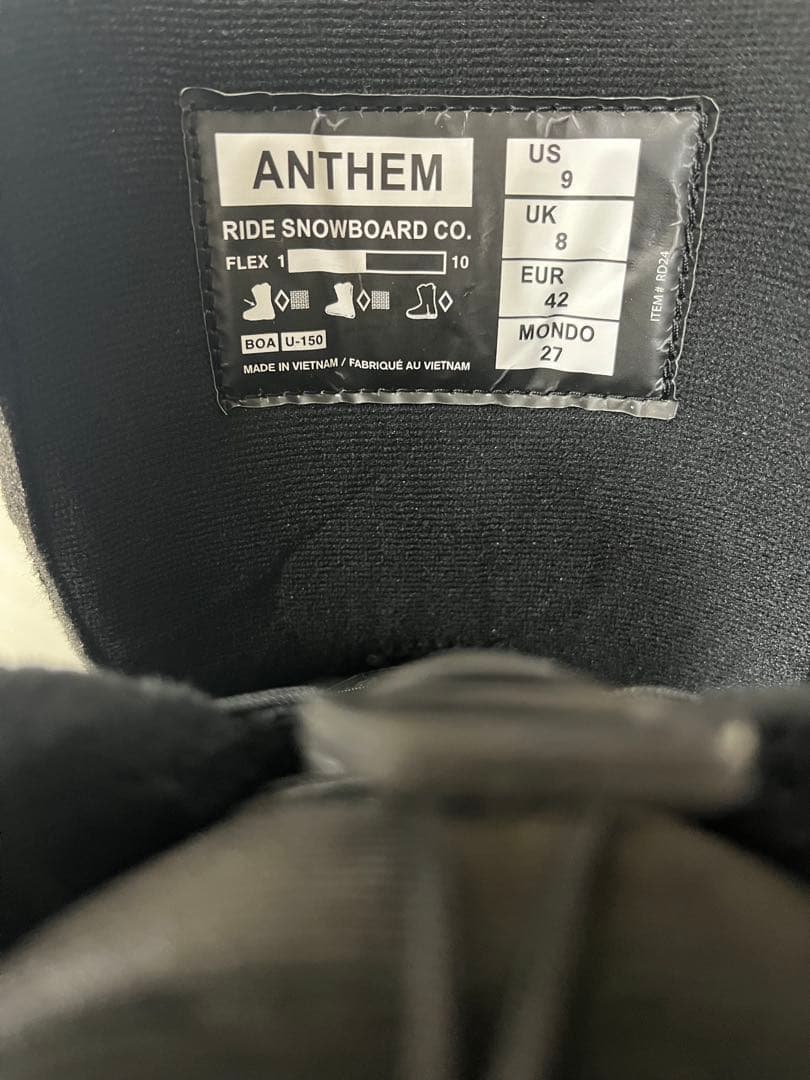 ANTHEM
RIDE SNOWBOARD CO.
FLEX 1 10
BOA U-150
MADE IN VIETNAM / FABRIQUÉ AU VIETNAM
US
9
UK
8
EUR
42
MONDO
27
ITEM# RD24